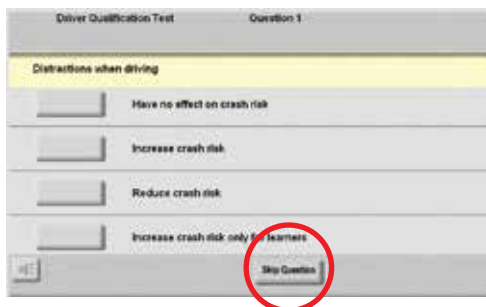 Driver Qualification Test Question 1
Distractions when driving
Have no effect on crash risk
Increase crash risk
Reduce crash risk
Increase crash risk only for learners
Skip Question